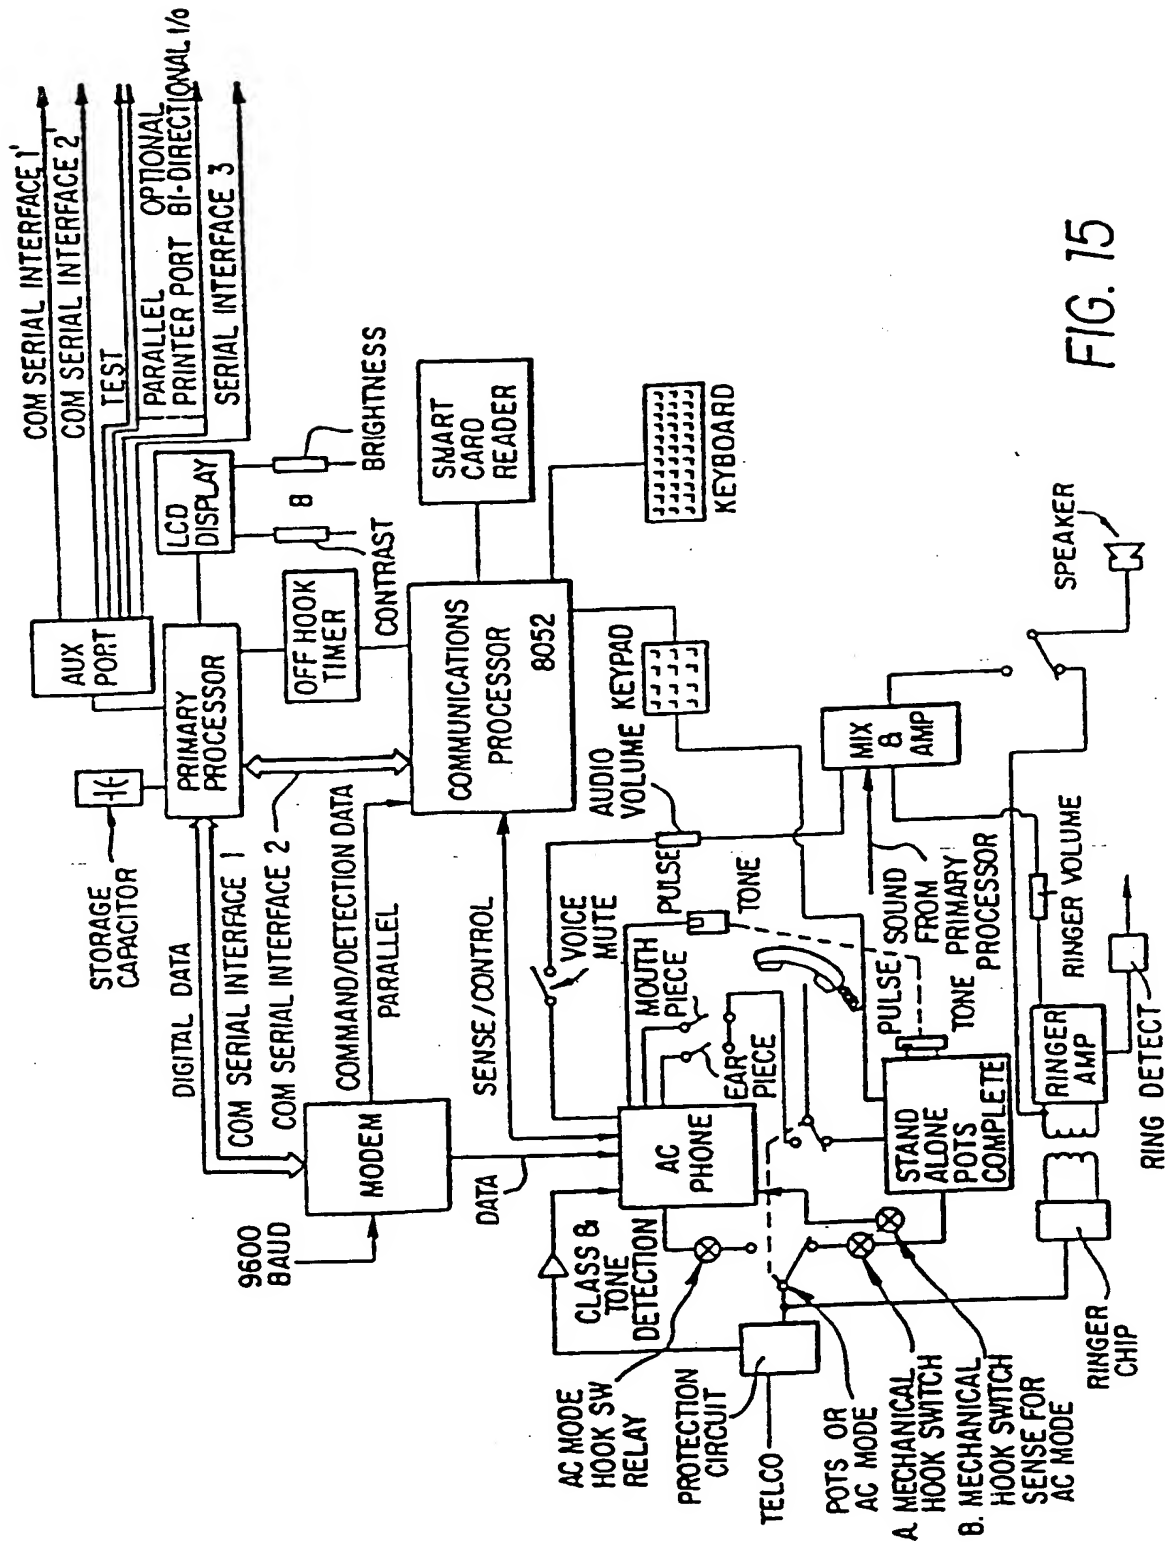 COM SERIAL INTERFACE 1'
COM SERIAL INTERFACE 2'
TEST
PARALLEL
PRINTER PORT
OPTIONAL
BI-DIRECTIONAL I/O
SERIAL INTERFACE 3
AUX
PORT
LCD
DISPLAY
8
BRIGHTNESS
CONTRAST
STORAGE
CAPACITOR
PRIMARY
PROCESSOR
OFF HOOK
TIMER
SMART
CARD
READER
DIGITAL DATA
COM SERIAL INTERFACE 1
COM SERIAL INTERFACE 2
COMMAND/DETECTION DATA
PARALLEL
COMMUNICATIONS
PROCESSOR
8052
KEYBOARD
9600
BAUD
MODEM
DATA
SENSE/CONTROL
VOICE
MUTE
AUDIO
VOLUME
KEYPAD
PULSE
TONE
MOUTH
PIECE
EAR
PIECE
CLASS &
TONE
DETECTION
AC
PHONE
AC MODE
HOOK SW
RELAY
PROTECTION
CIRCUIT
TELCO
POTS OR
AC MODE
A. MECHANICAL
HOOK SWITCH
B. MECHANICAL
HOOK SWITCH
SENSE FOR
AC MODE
STAND
ALONE
POTS
COMPLETE
PULSE/
TONE
SOUND
FROM
PRIMARY
PROCESSOR
MIX
&
AMP
SPEAKER
RINGER VOLUME
RINGER
AMP
RING DETECT
RINGER
CHIP
FIG. 15